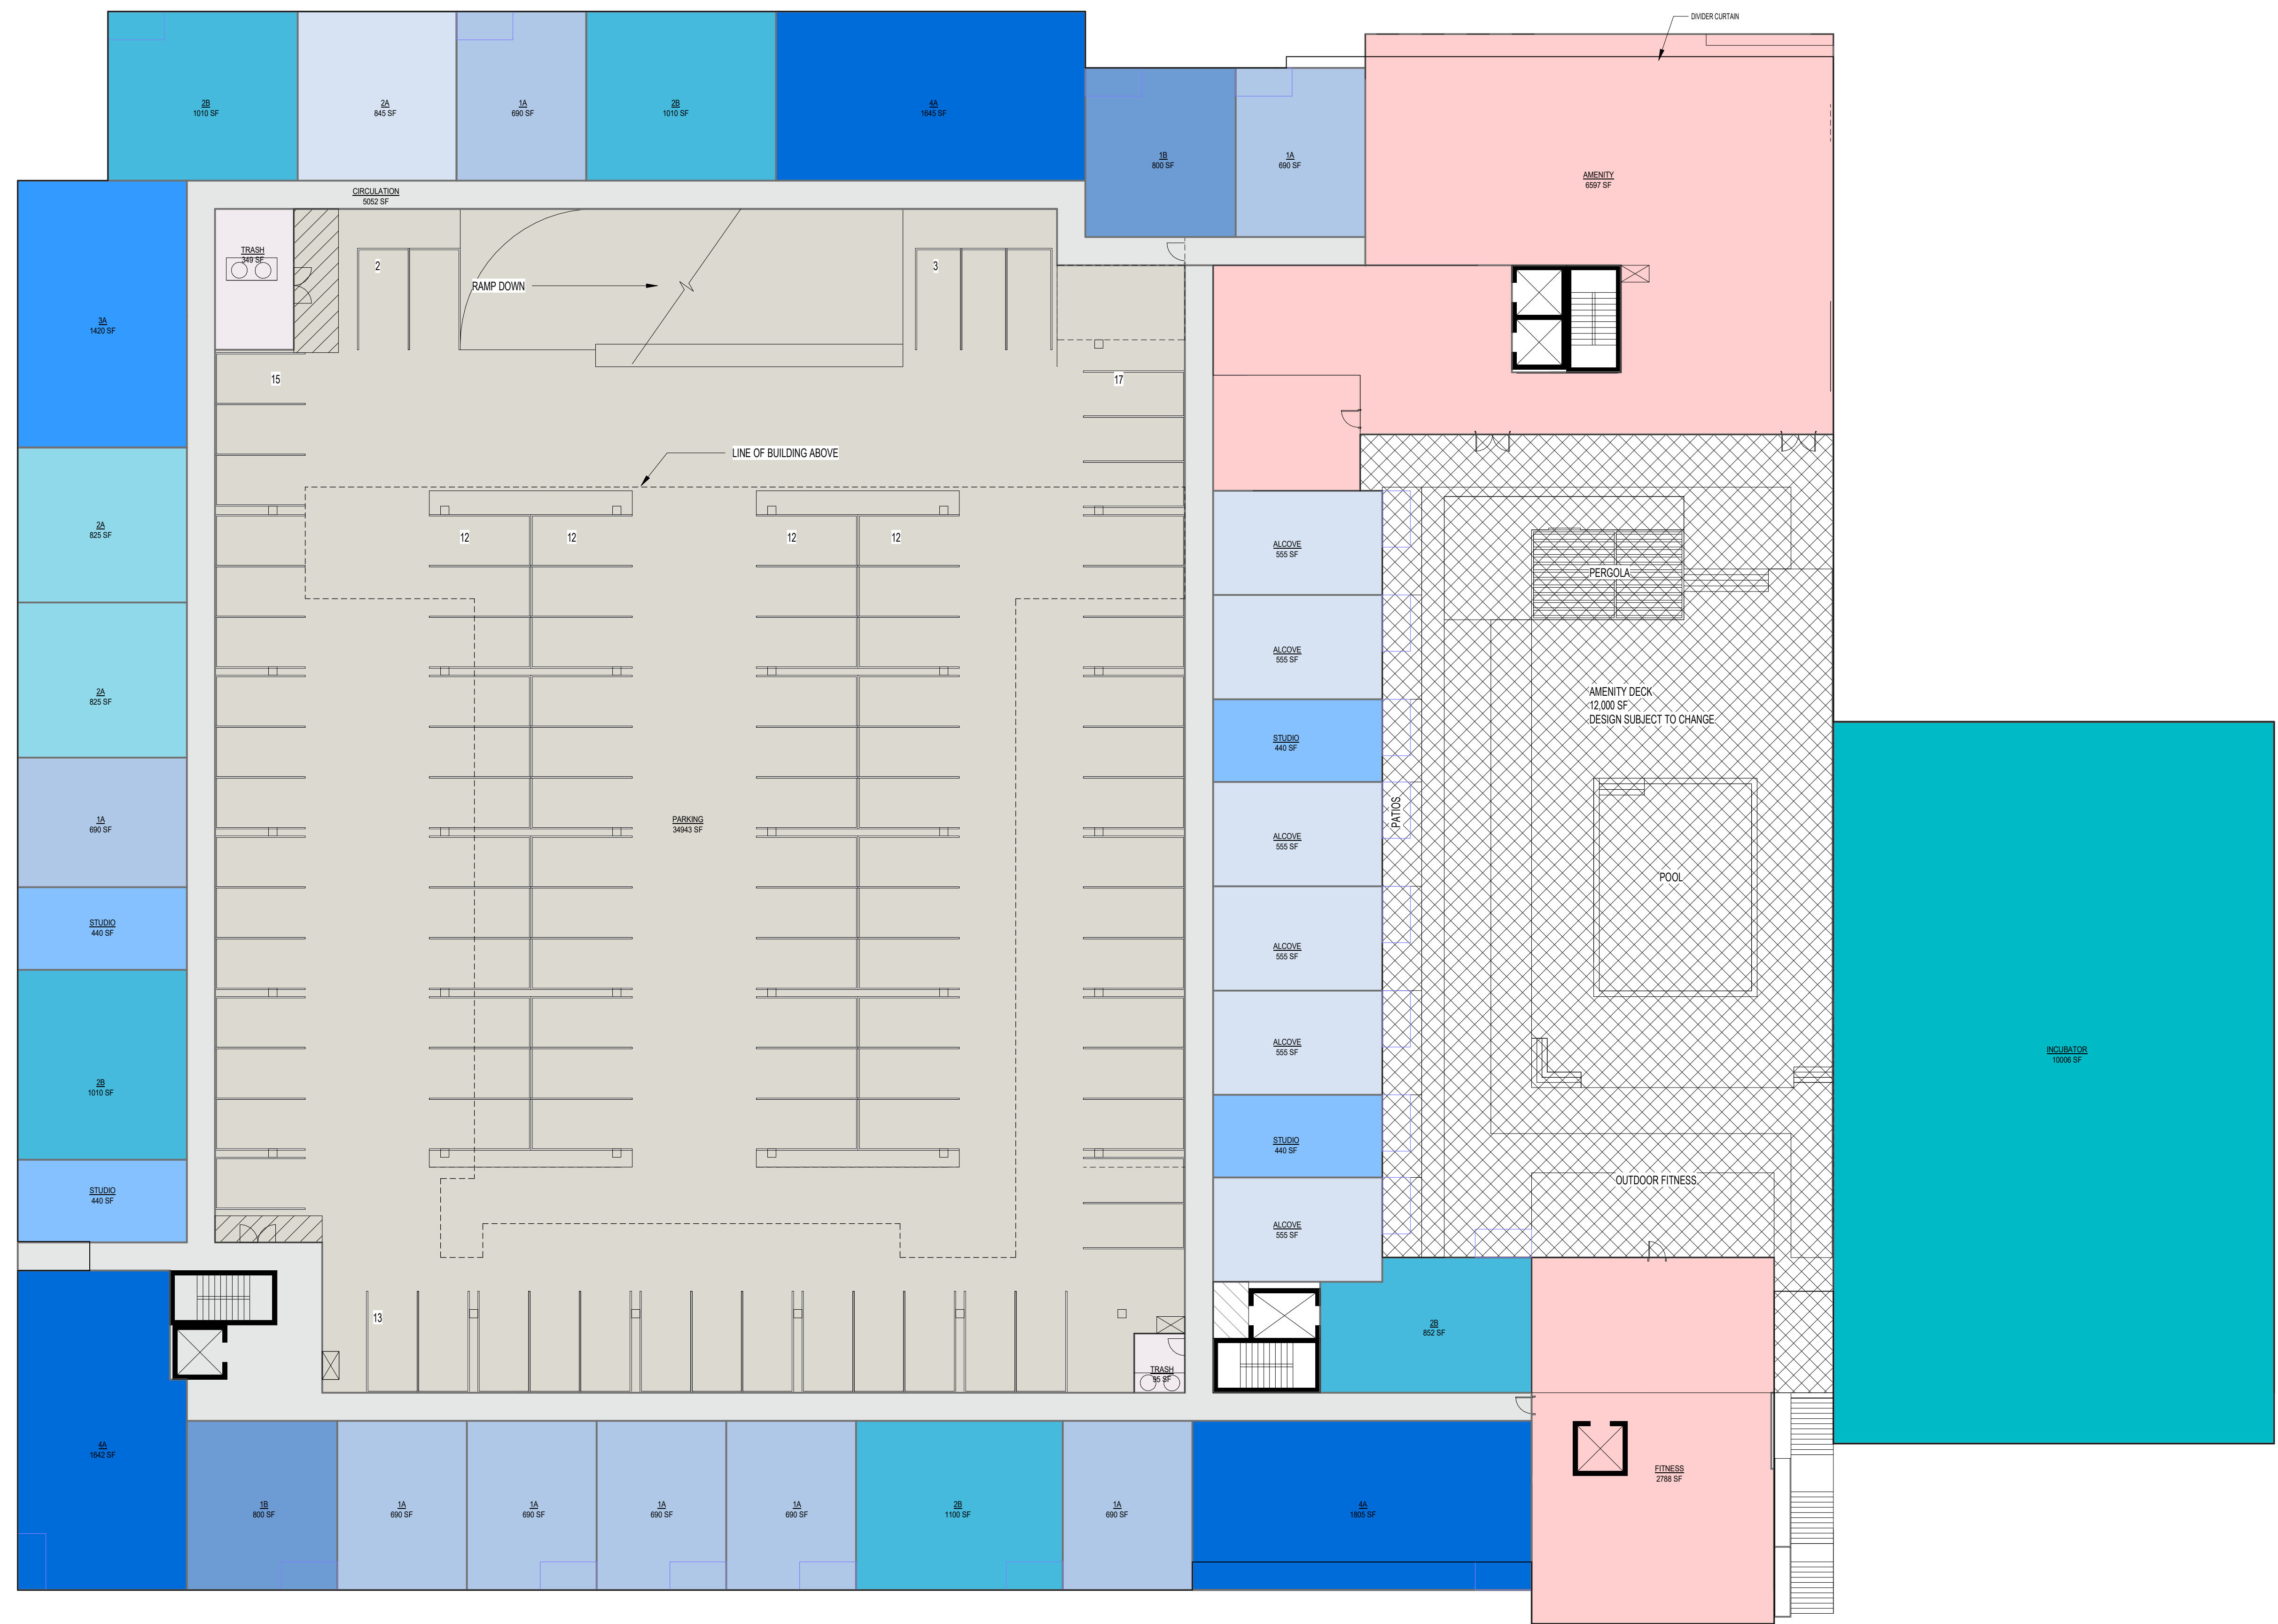 DIVIDER CURTAIN
2B
1010 SF
2A
845 SF
1A
690 SF
2B
1010 SF
4A
1645 SF
1B
800 SF
1A
690 SF
AMENITY
6597 SF
CIRCULATION
5052 SF
TRASH
349 SF
2
RAMP DOWN
3
3A
1420 SF
15
17
LINE OF BUILDING ABOVE
12
12
12
12
2A
825 SF
ALCOVE
555 SF
PERGOLA
ALCOVE
555 SF
2A
825 SF
AMENITY DECK
12,000 SF
DESIGN SUBJECT TO CHANGE
STUDIO
440 SF
PATIOS
1A
690 SF
PARKING
34943 SF
ALCOVE
555 SF
POOL
STUDIO
440 SF
ALCOVE
555 SF
ALCOVE
555 SF
INCUBATOR
10006 SF
2B
1010 SF
STUDIO
440 SF
OUTDOOR FITNESS
STUDIO
440 SF
ALCOVE
555 SF
13
2B
852 SF
TRASH
95 SF
4A
1642 SF
FITNESS
2788 SF
1B
800 SF
1A
690 SF
1A
690 SF
1A
690 SF
1A
690 SF
2B
1100 SF
1A
690 SF
4A
1805 SF